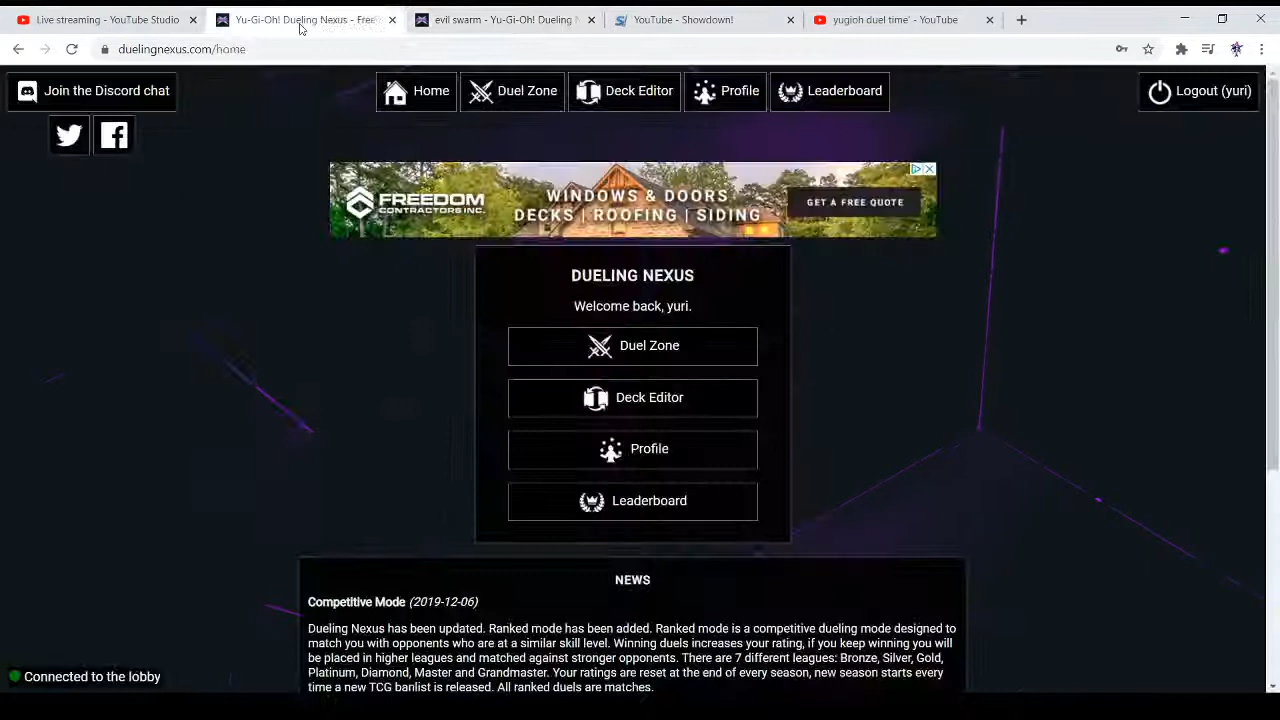 Live streaming - YouTube Studio
Yu-Gi-Oh! Dueling Nexus - Free
evil swarm - Yu-Gi-Oh! Dueling N
YouTube - Showdown!
yugioh duel time' - YouTube
duelingnexus.com/home
Join the Discord chat
Home
Duel Zone
Deck Editor
Profile
Leaderboard
Logout (yuri)
FREEDOM
CONTRACTORS INC.
WINDOWS & DOORS
DECKS | ROOFING | SIDING
GET A FREE QUOTE
DUELING NEXUS
Welcome back, yuri.
Duel Zone
Deck Editor
Profile
Leaderboard
NEWS
Competitive Mode (2019-12-06)
Dueling Nexus has been updated. Ranked mode has been added. Ranked mode is a competitive dueling mode designed to
match you with opponents who are at a similar skill level. Winning duels increases your rating, if you keep winning you will
be placed in higher leagues and matched against stronger opponents. There are 7 different leagues: Bronze, Silver, Gold,
Platinum, Diamond, Master and Grandmaster. Your ratings are reset at the end of every season, new season starts every
time a new TCG banlist is released. All ranked duels are matches.
Connected to the lobby